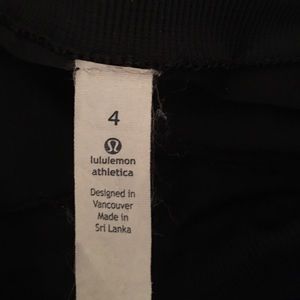 4
lululemon
athletica
Designed in
Vancouver
Made in
Sri Lanka